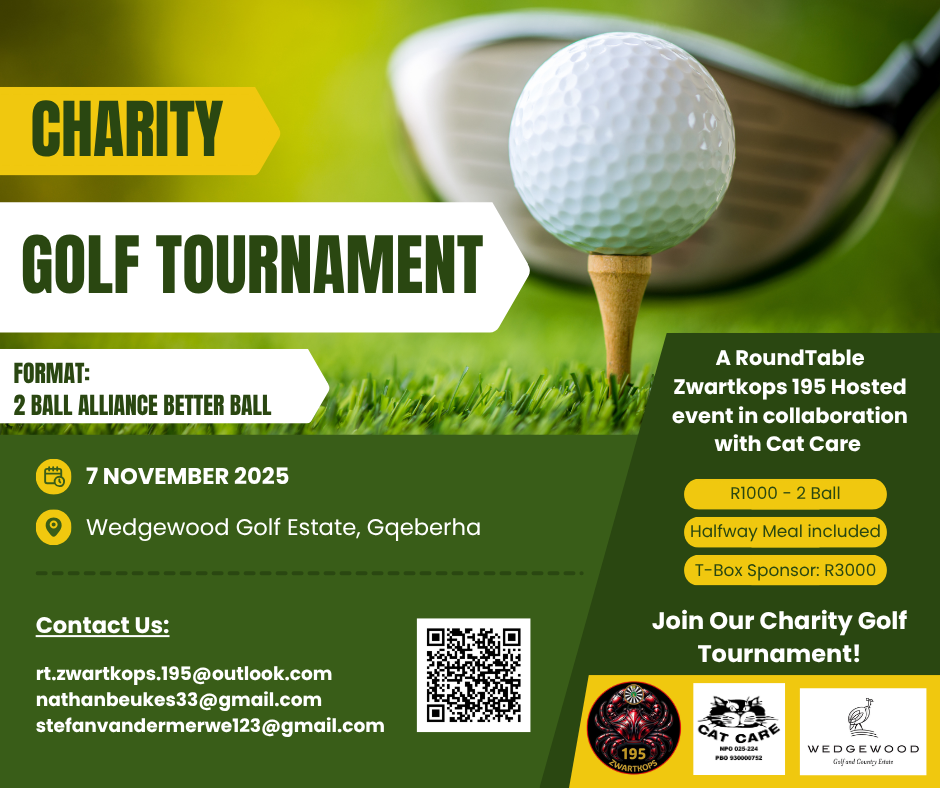 CHARITY
GOLF TOURNAMENT
FORMAT:
2 BALL ALLIANCE BETTER BALL
7 NOVEMBER 2025
Wedgewood Golf Estate, Gqeberha
Contact Us:
rt.zwartkops.195@outlook.com
nathanbeukes33@gmail.com
stefanvandermerwe123@gmail.com
A RoundTable
Zwartkops 195 Hosted
event in collaboration
with Cat Care
R1000 - 2 Ball
Halfway Meal included
T-Box Sponsor: R3000
Join Our Charity Golf
Tournament!
195
ZWARTKOPS
CAT CARE
NPO 025-224
PBO 930000752
WEDGEWOOD
Golf and Country Estate